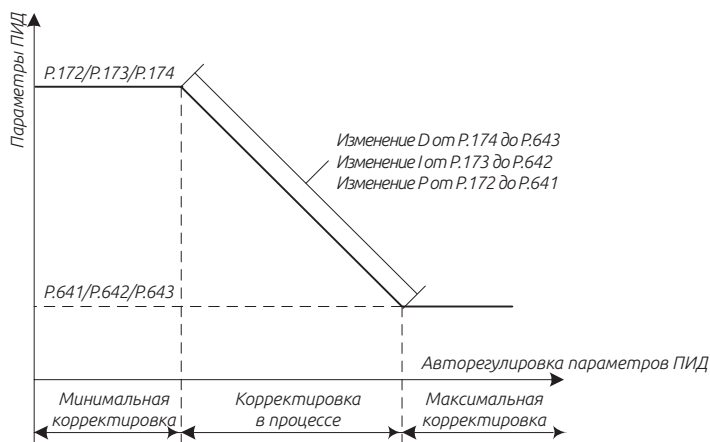 Параметры ПИД
P.172/P.173/P.174
Изменение D от P.174 до P.643
Изменение I от P.173 до P.642
Изменение P от P.172 до P.641
P.641/P.642/P.643
Авторегулировка параметров ПИД
Минимальная
корректировка
Корректировка
в процессе
Максимальная
корректировка